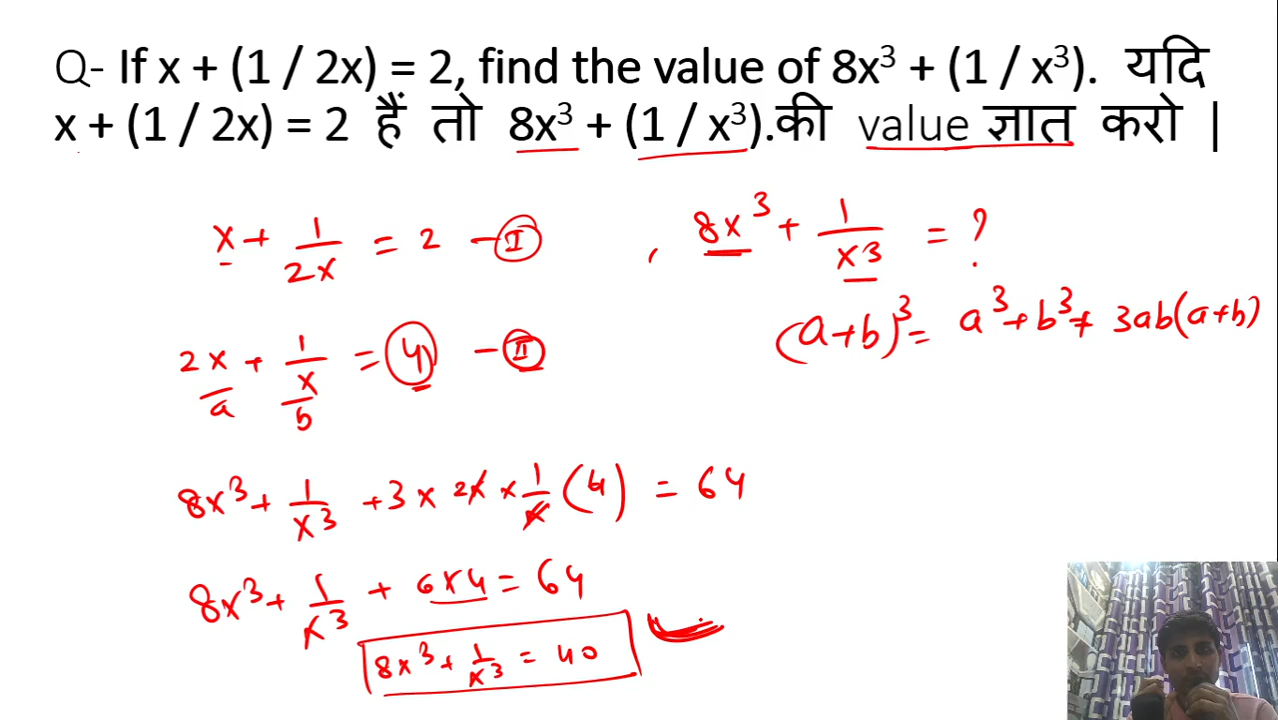 Q- If x + (1 / 2x) = 2, find the value of 8x³ + (1 / x³). यदि
x + (1 / 2x) = 2 हैं तो 8x³ + (1 / x³).की value ज्ञात करो |
x + 1/2x = 2 - I , 8x³ + 1/x³ = ?
(a+b)³ = a³+b³+ 3ab(a+b)
2x + 1/x = 4 - II
a b
8x³ + 1/x³ + 3 x 2x x 1/x (4) = 64
8x³ + 1/x³ + 6x4 = 64
8x³ + 1/x³ = 40